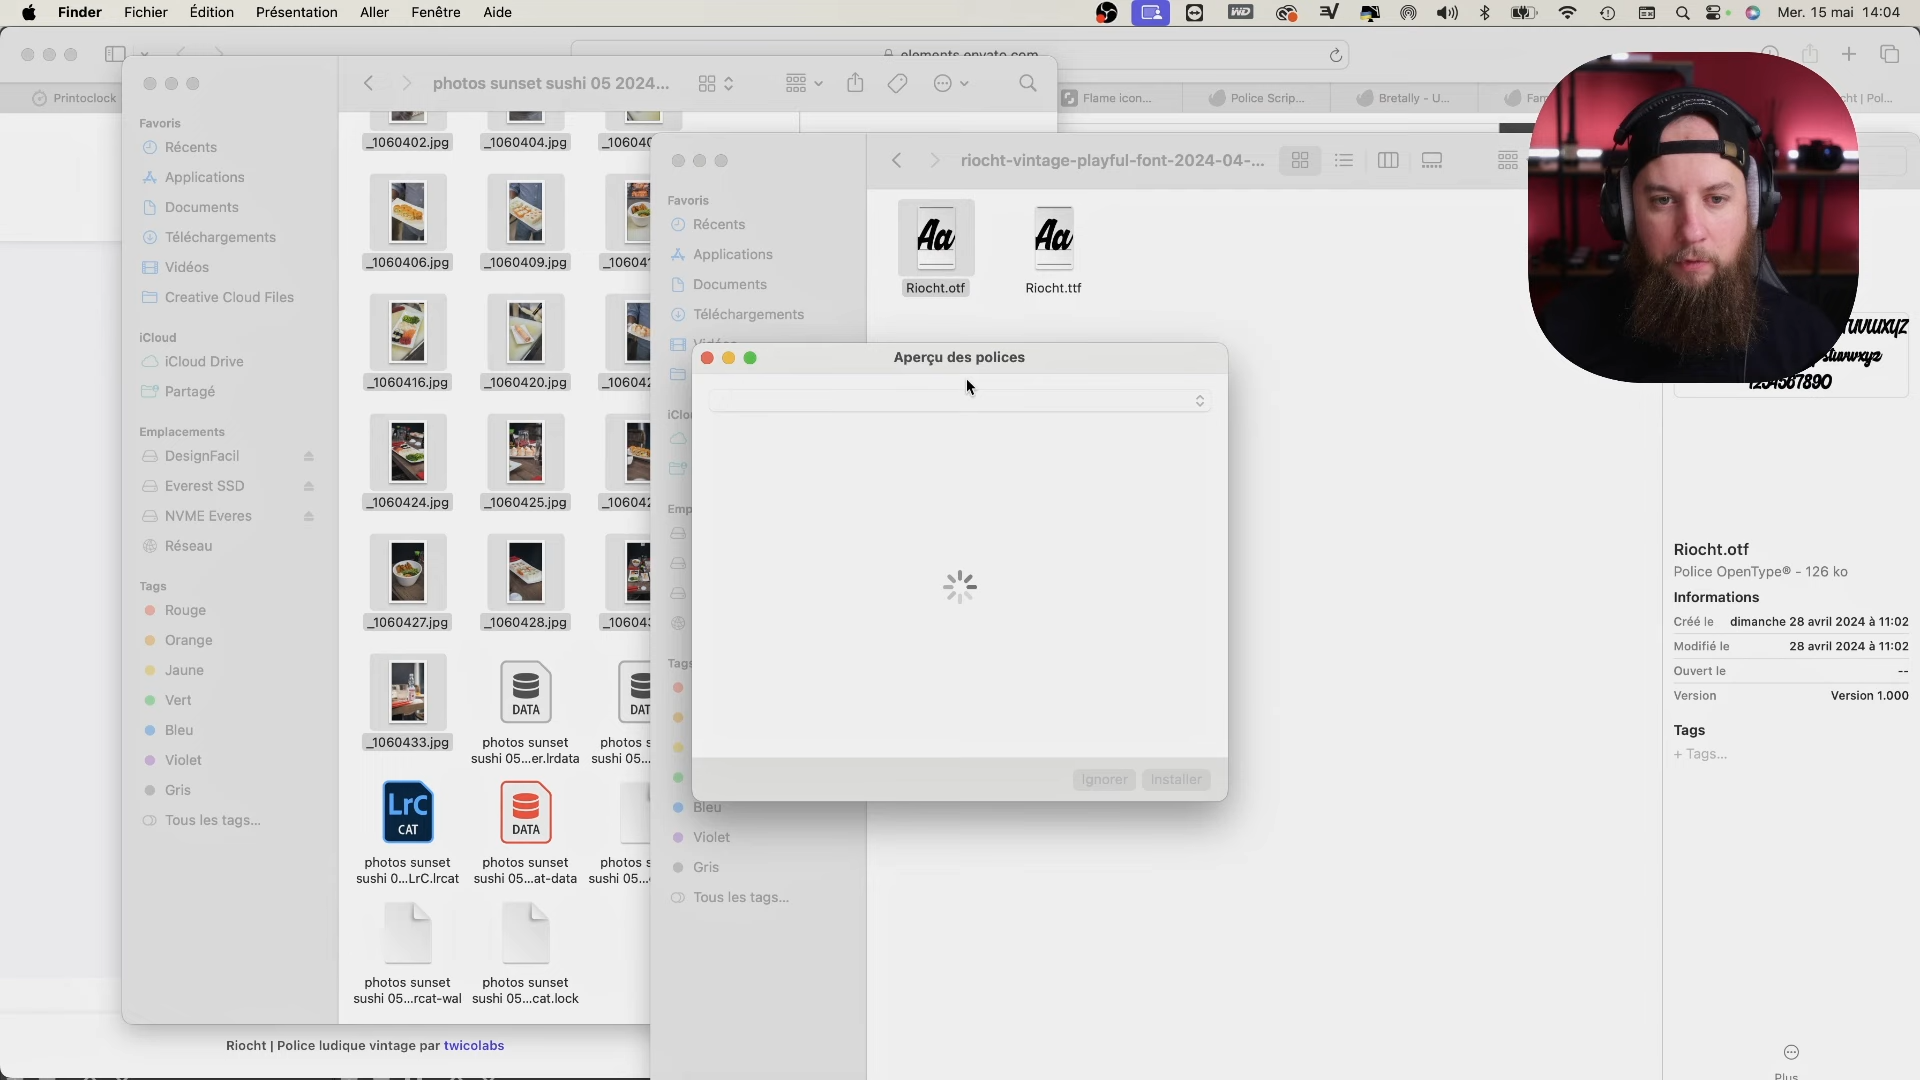 Finder Fichier Édition Présentation Aller Fenêtre Aide
Mer. 15 mai 14:04
elements.envato.com
Printoclock
Flame icon...
Police Scrip...
Bretally - U...
photos sunset sushi 05 2024...
Favoris
Récents
Applications
Documents
Téléchargements
Vidéos
Creative Cloud Files
iCloud
iCloud Drive
Partagé
Emplacements
DesignFacil
Everest SSD
NVME Everes
Réseau
Tags
Rouge
Orange
Jaune
Vert
Bleu
Violet
Gris
Tous les tags...
_1060402.jpg
_1060404.jpg
_1060406.jpg
_1060409.jpg
_1060416.jpg
_1060420.jpg
_1060424.jpg
_1060425.jpg
_1060427.jpg
_1060428.jpg
_1060433.jpg
DATA
DATA
photos sunset
sushi 05...er.lrdata
photos s
sushi 05...
LrC
CAT
DATA
photos sunset
sushi 0...LrC.lrcat
photos sunset
sushi 05...at-data
photos s
sushi 05...
photos sunset
sushi 05...rcat-wal
photos sunset
sushi 05...cat.lock
Riocht | Police ludique vintage par twicolabs
riocht-vintage-playful-font-2024-04-...
Favoris
Récents
Applications
Documents
Téléchargements
Tags
Bleu
Violet
Gris
Tous les tags...
Aa
Riocht.otf
Aa
Riocht.ttf
Aperçu des polices
Ignorer Installer
1234567890
Riocht.otf
Police OpenType® - 126 ko
Informations
Créé le dimanche 28 avril 2024 à 11:02
Modifié le 28 avril 2024 à 11:02
Ouvert le --
Version Version 1.000
Tags
+ Tags...
Plus